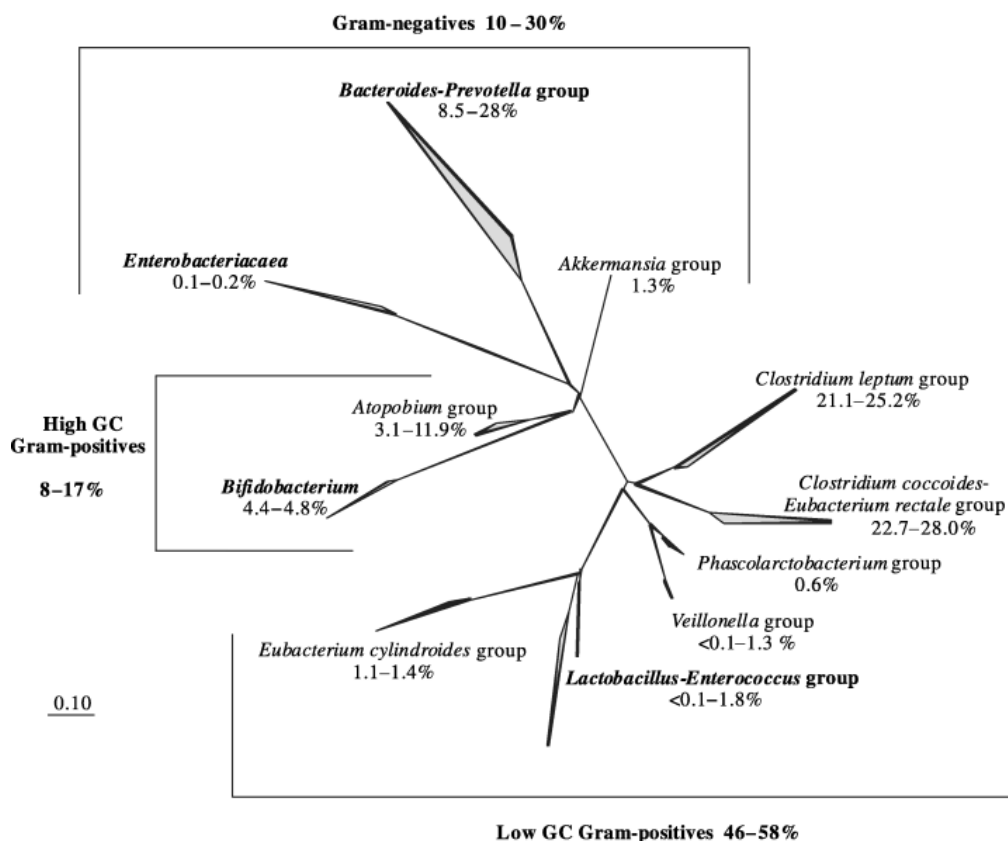 Gram-negatives 10–30%
Bacteroides-Prevotella group
8.5–28%
Enterobacteriacaea
0.1–0.2%
Akkermansia group
1.3%
Clostridium leptum group
21.1–25.2%
Atopobium group
3.1–11.9%
High GC
Gram-positives
8–17%
Bifidobacterium
4.4–4.8%
Clostridium coccoides-
Eubacterium rectale group
22.7–28.0%
Phascolarctobacterium group
0.6%
Veillonella group
<0.1–1.3 %
Eubacterium cylindroides group
1.1–1.4%
Lactobacillus-Enterococcus group
<0.1–1.8%
0.10
Low GC Gram-positives 46–58%